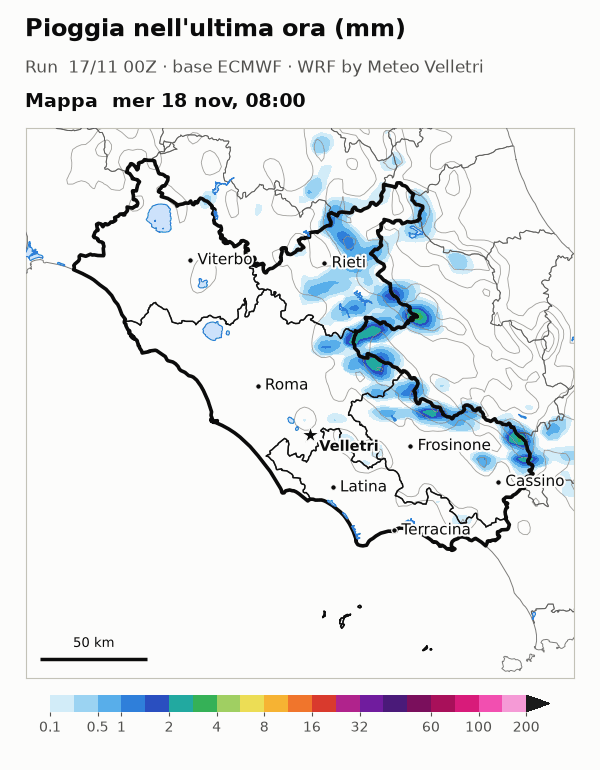 Pioggia nell'ultima ora (mm)
Run  17/11 00Z · base ECMWF · WRF by Meteo Velletri
Mappa  mer 18 nov, 08:00
Viterbo
Rieti
Roma
Velletri
Frosinone
Cassino
Latina
Terracina
50 km
0.1 0.5 1 2 4 8 16 32 60 100 200